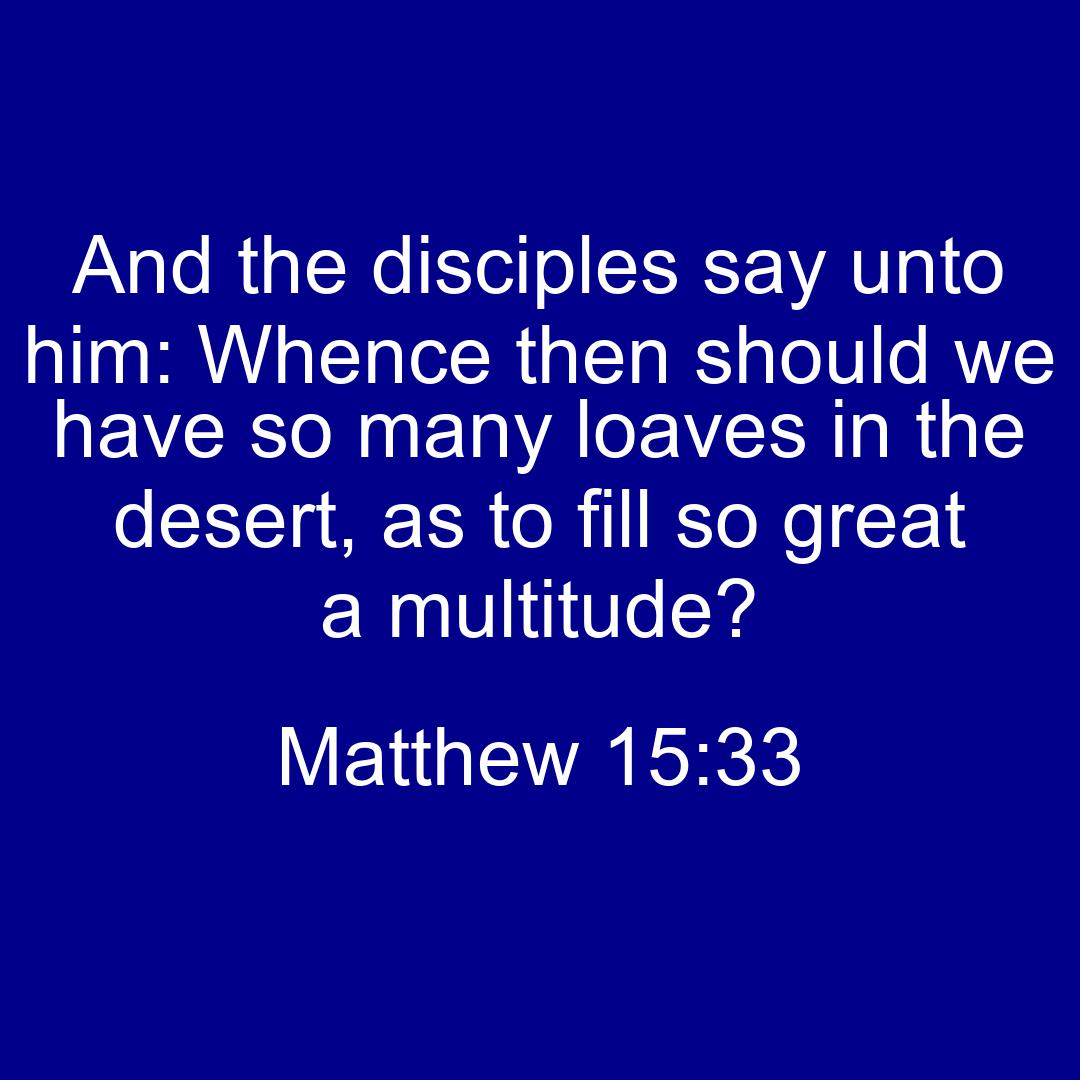 And the disciples say unto
him: Whence then should we
have so many loaves in the
desert, as to fill so great
a multitude?
Matthew 15:33